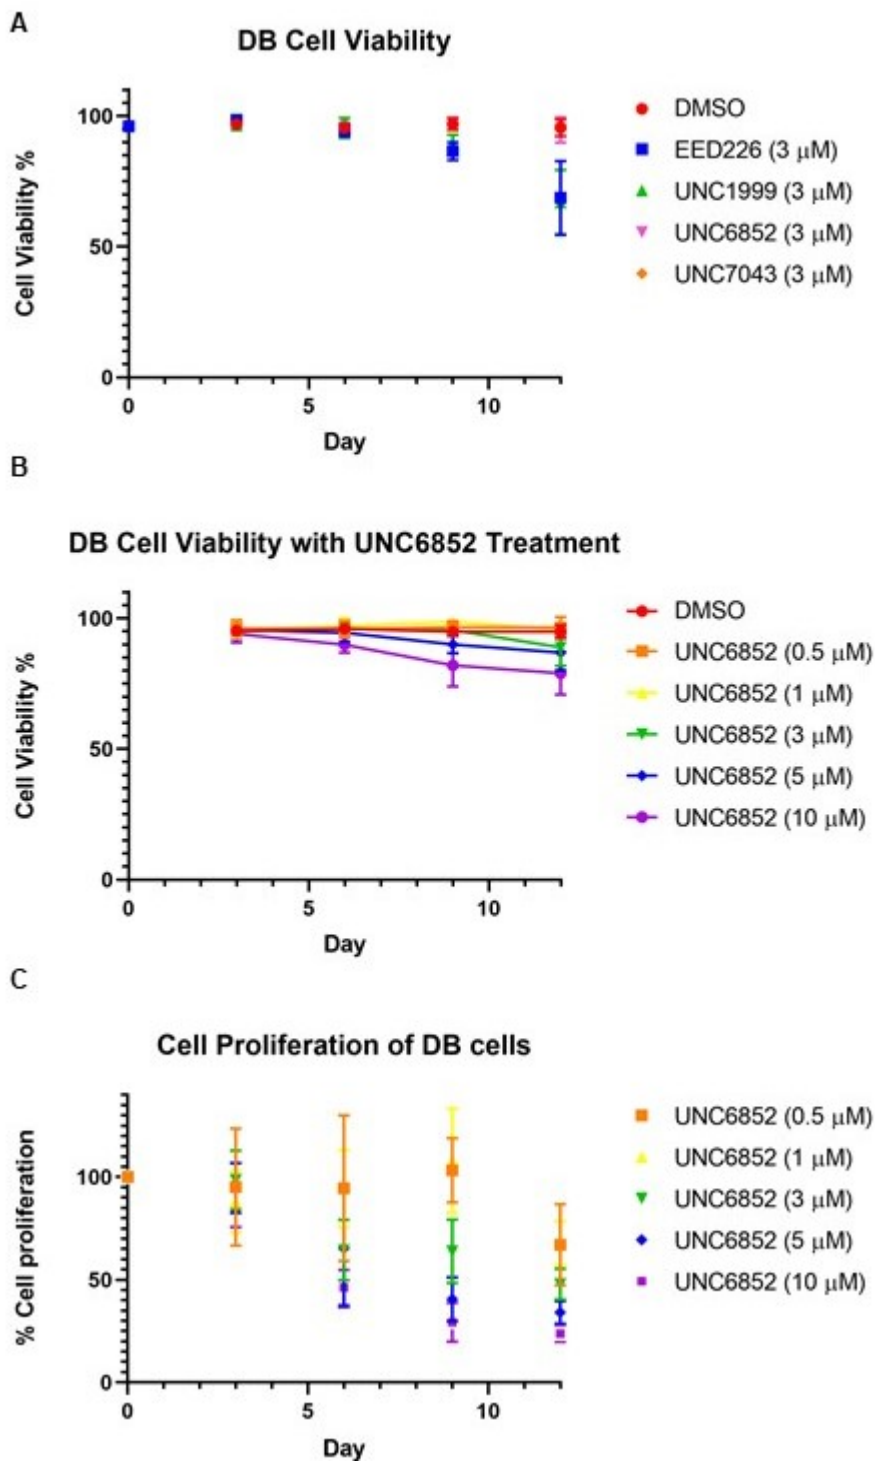 A
DB Cell Viability
Cell Viability %
100
50
0
0
5
10
Day
DMSO
EED226 (3 μM)
UNC1999 (3 μM)
UNC6852 (3 μM)
UNC7043 (3 μM)
B
DB Cell Viability with UNC6852 Treatment
Cell Viability %
100
50
0
0
5
10
Day
DMSO
UNC6852 (0.5 μM)
UNC6852 (1 μM)
UNC6852 (3 μM)
UNC6852 (5 μM)
UNC6852 (10 μM)
C
Cell Proliferation of DB cells
% Cell proliferation
100
50
0
0
5
10
Day
UNC6852 (0.5 μM)
UNC6852 (1 μM)
UNC6852 (3 μM)
UNC6852 (5 μM)
UNC6852 (10 μM)